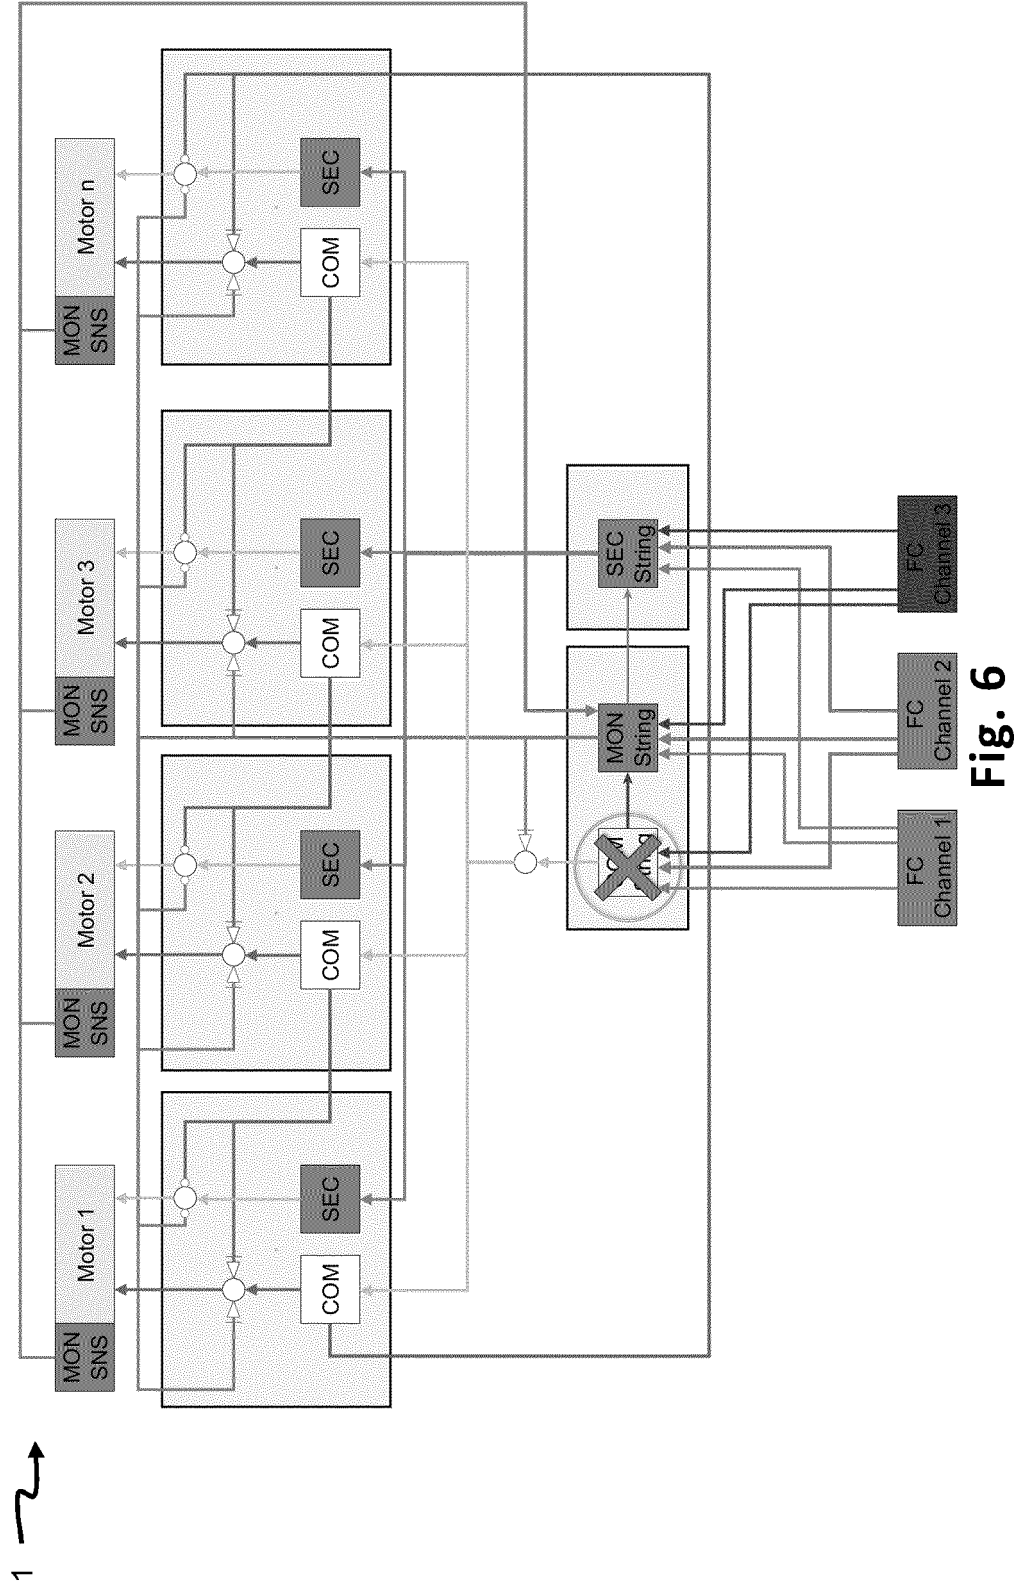 1
MON
SNS
Motor 1
MON
SNS
Motor 2
MON
SNS
Motor 3
MON
SNS
Motor n
COM
SEC
COM
SEC
COM
SEC
COM
SEC
MON
String
SEC
String
FC
Channel 1
FC
Channel 2
FC
Channel 3
Fig. 6